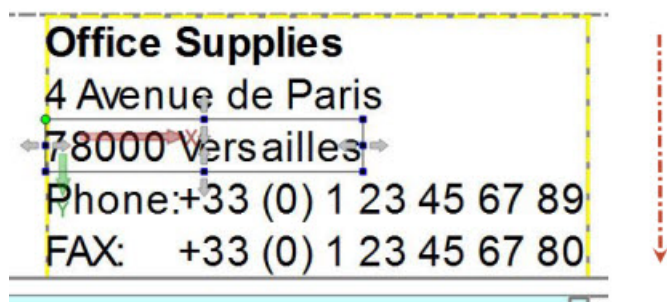 Office Supplies
4 Avenue de Paris
78000 Versailles
Phone:+33 (0) 1 23 45 67 89
FAX: +33 (0) 1 23 45 67 80
X
Y